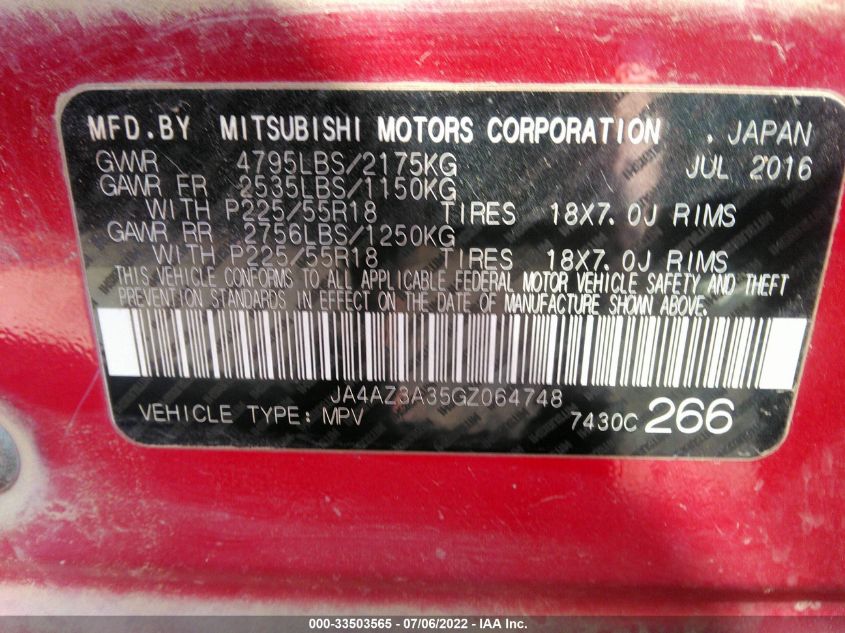 MFD.BY MITSUBISHI MOTORS CORPORATION , JAPAN
GVWR 4795LBS/2175KG JUL 2016
GAWR FR 2535LBS/1150KG
WITH P225/55R18 TIRES 18X7.0J RIMS
GAWR RR 2756LBS/1250KG
WITH P225/55R18 TIRES 18X7.0J RIMS
THIS VEHICLE CONFORMS TO ALL APPLICABLE FEDERAL MOTOR VEHICLE SAFETY AND THEFT
PREVENTION STANDARDS IN EFFECT ON THE DATE OF MANUFACTURE SHOWN ABOVE.
JA4AZ3A35GZ064748
VEHICLE TYPE: MPV 7430C 266
000-33503565 - 07/06/2022 - IAA Inc.